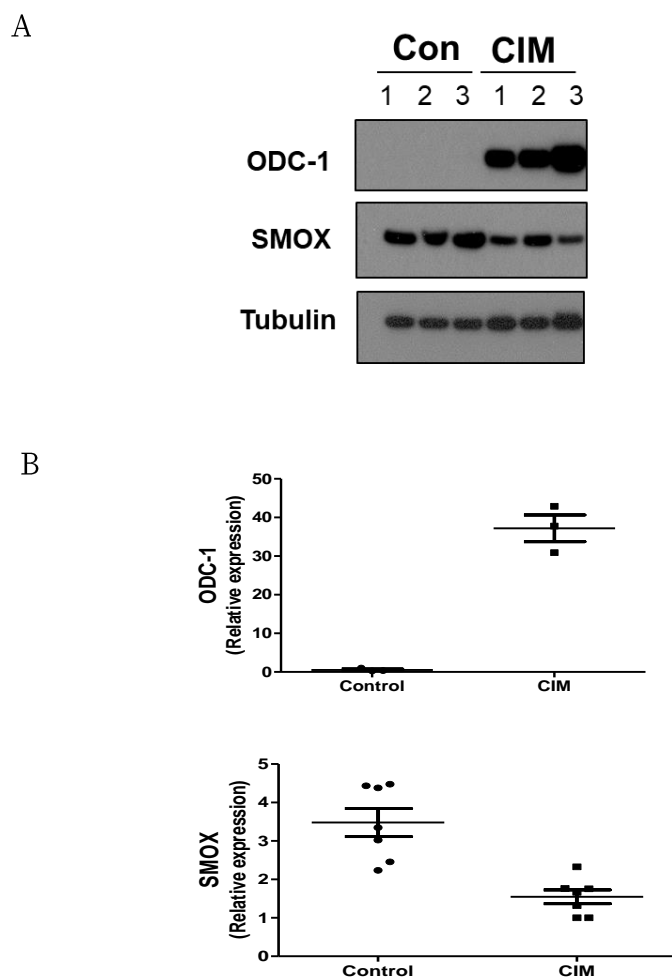 A
Con CIM
1 2 3 1 2 3
ODC-1
SMOX
Tubulin
B
50
40
30
20
10
0
ODC-1
(Relative expression)
Control CIM
5
4
3
2
1
0
SMOX
(Relative expression)
Control CIM